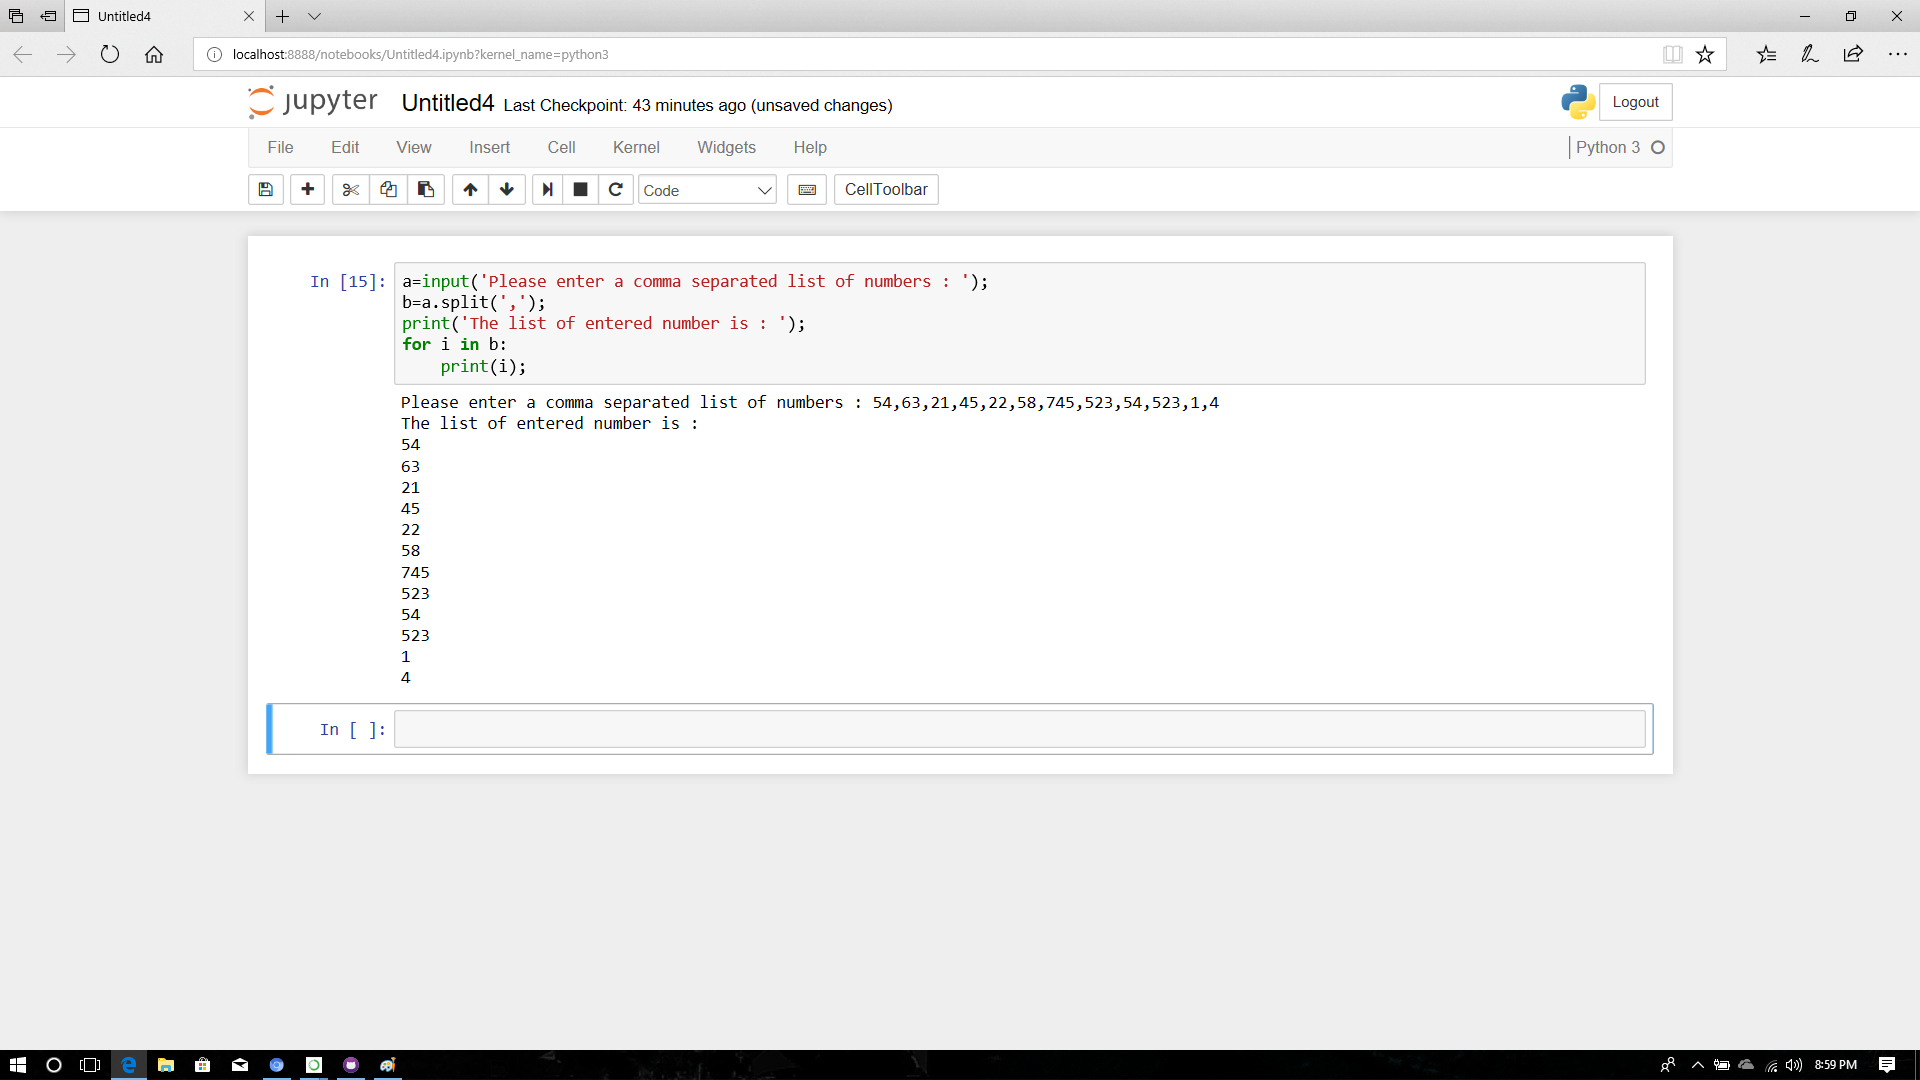 Untitled4
localhost:8888/notebooks/Untitled4.ipynb?kernel_name=python3
jupyter Untitled4 Last Checkpoint: 43 minutes ago (unsaved changes)
Logout
File Edit View Insert Cell Kernel Widgets Help
Python 3
Code
CellToolbar
In [15]: a=input('Please enter a comma separated list of numbers : ');
b=a.split(',');
print('The list of entered number is : ');
for i in b:
    print(i);
Please enter a comma separated list of numbers : 54,63,21,45,22,58,745,523,54,523,1,4
The list of entered number is :
54
63
21
45
22
58
745
523
54
523
1
4
In [ ]:
8:59 PM